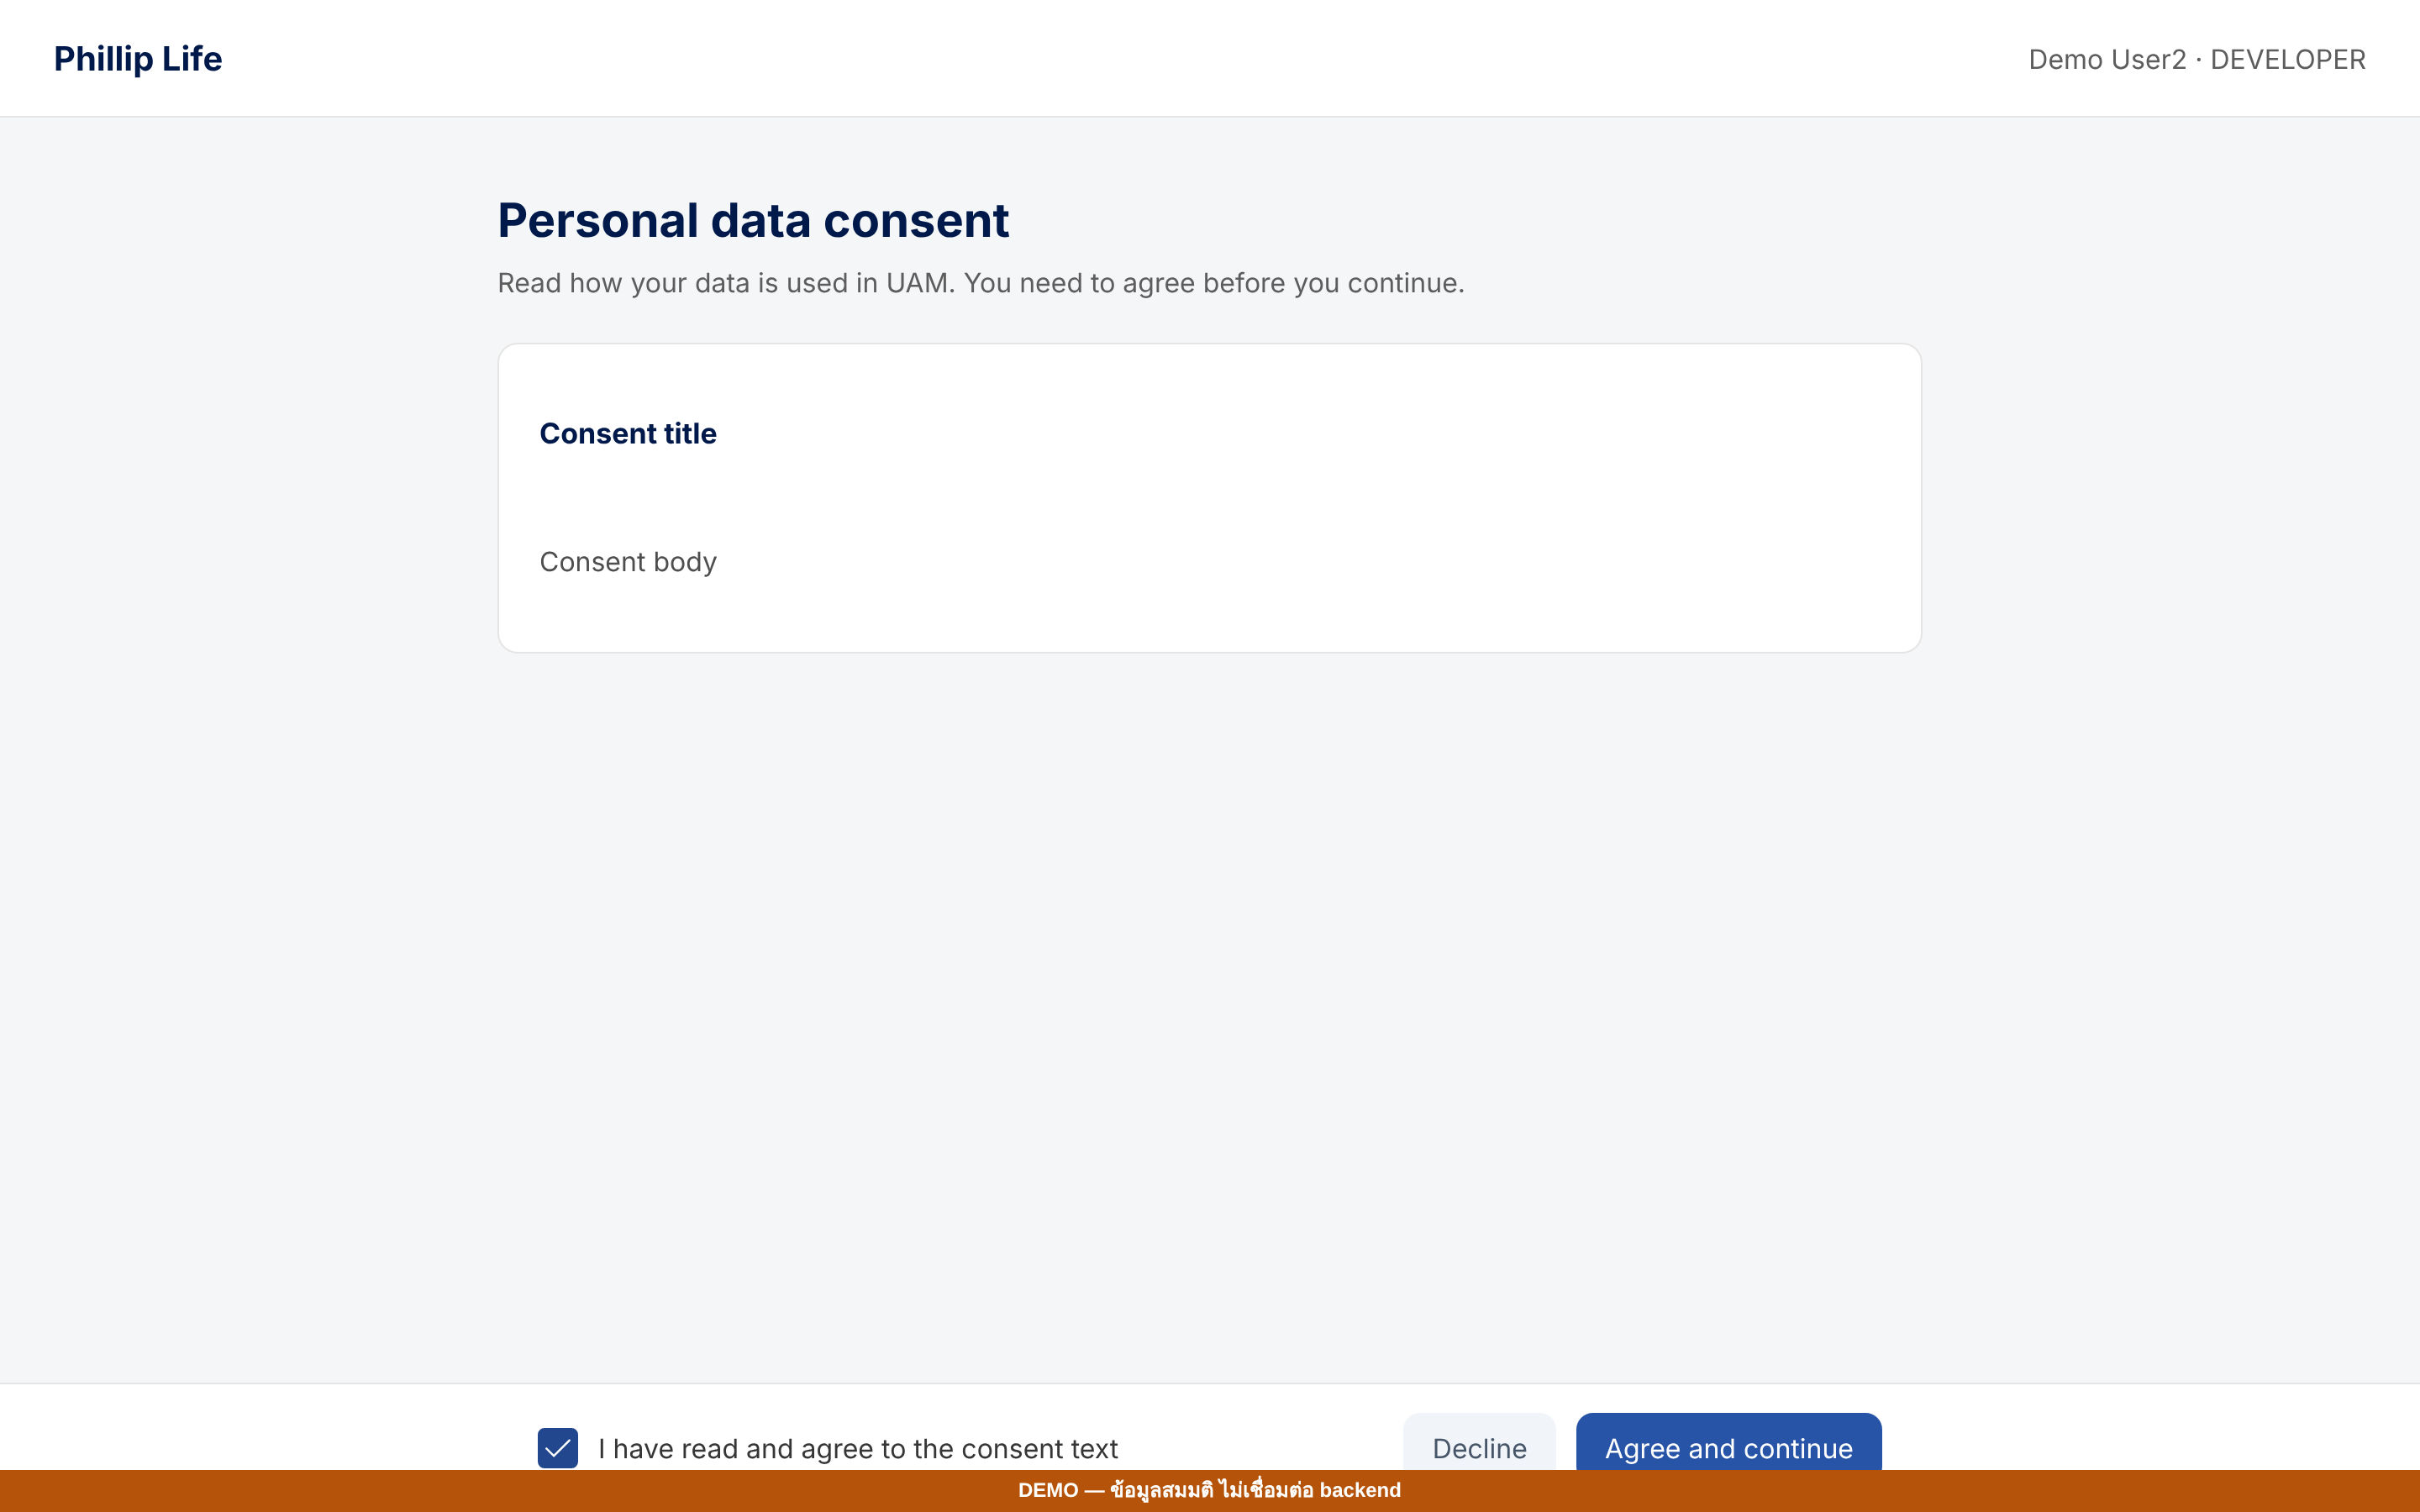 Phillip Life
Demo User2 · DEVELOPER
Personal data consent
Read how your data is used in UAM. You need to agree before you continue.
Consent title
Consent body
I have read and agree to the consent text
Decline
Agree and continue
DEMO — ข้อมูลสมมติ ไม่เชื่อมต่อ backend